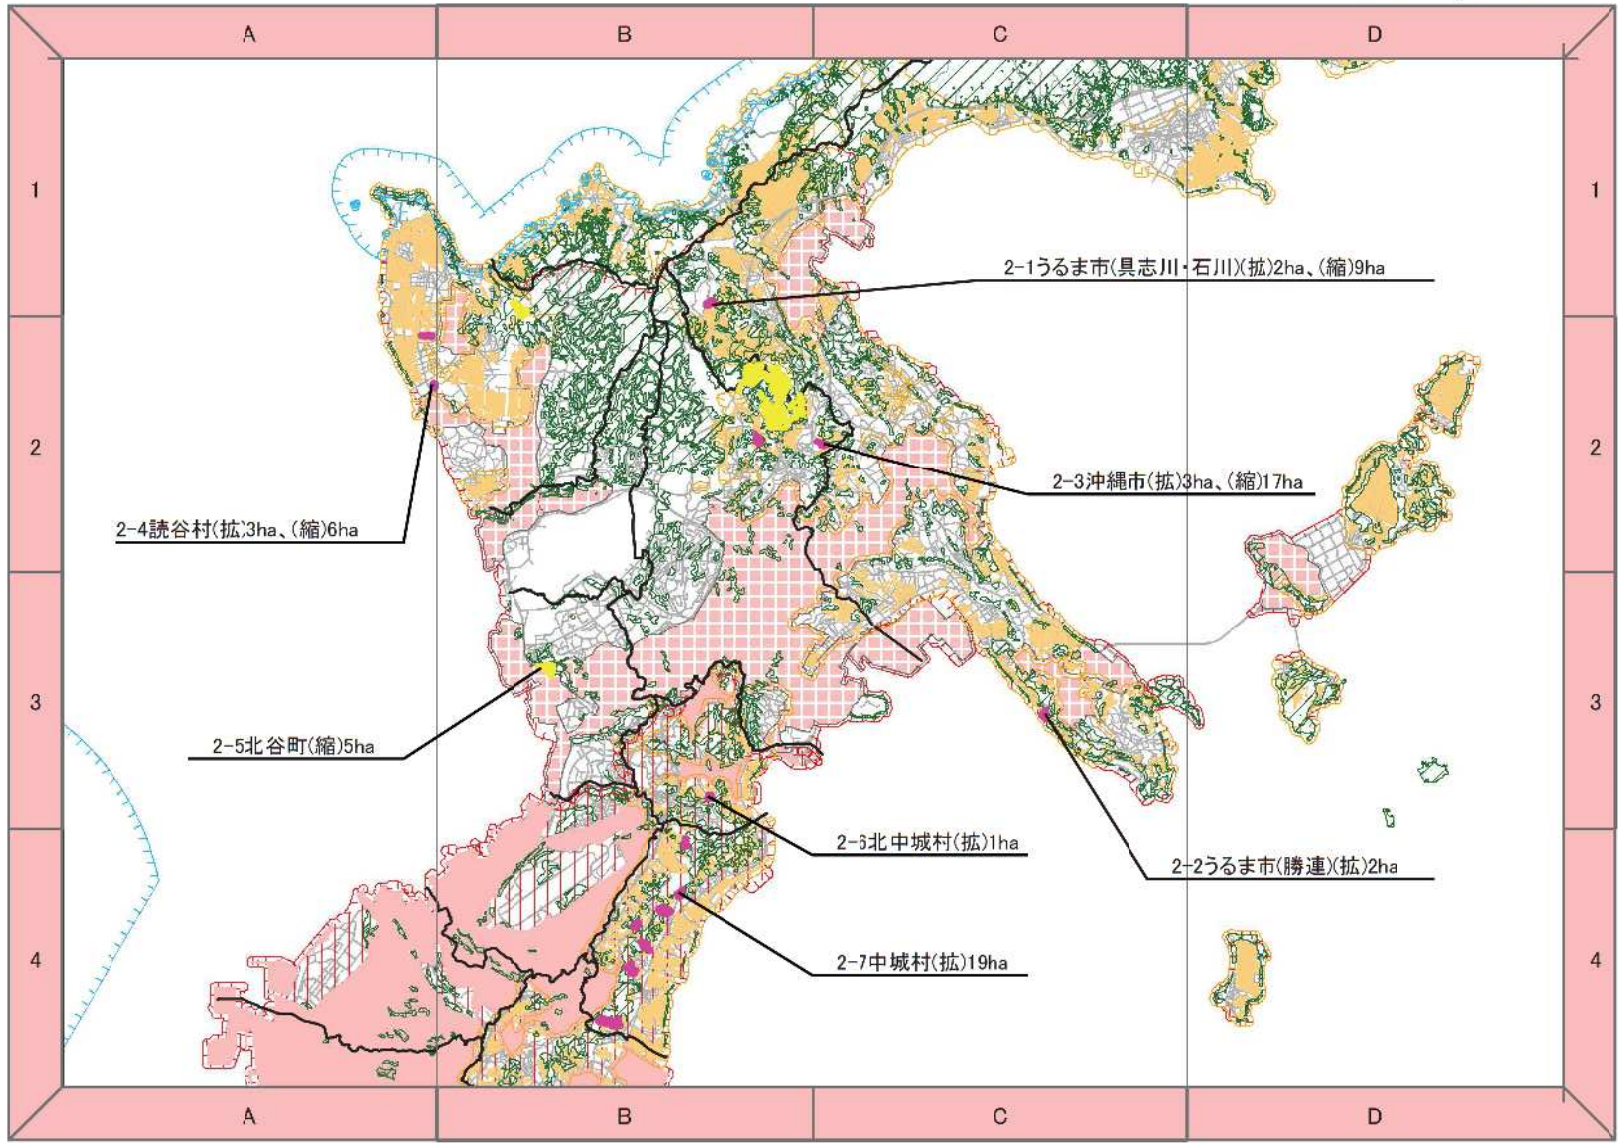 A B C D
1 1
2-1うるま市(具志川・石川)(拡)2ha、(縮)9ha
2 2
2-3沖縄市(拡)3ha、(縮)17ha
2-4読谷村(拡)3ha、(縮)6ha
3 3
2-5北谷町(縮)5ha
2-6北中城村(拡)1ha
2-2うるま市(勝連)(拡)2ha
4 4
2-7中城村(拡)19ha
A B C D